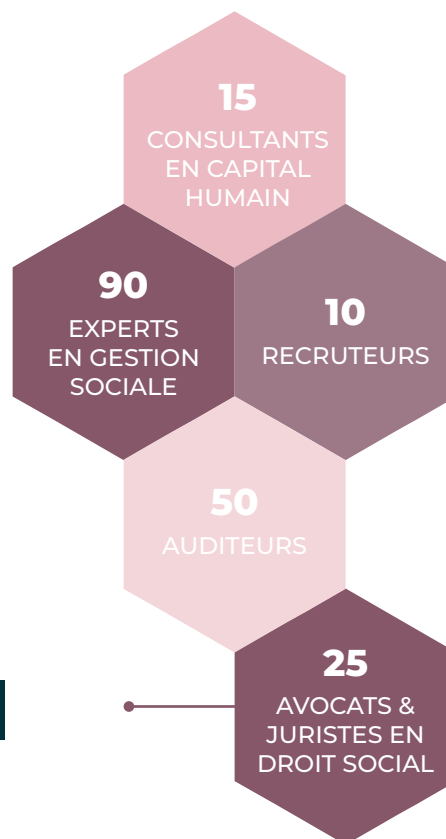 15
CONSULTANTS
EN CAPITAL
HUMAIN
90
EXPERTS
EN GESTION
SOCIALE
10
RECRUTEURS
50
AUDITEURS
25
AVOCATS &
JURISTES EN
DROIT SOCIAL